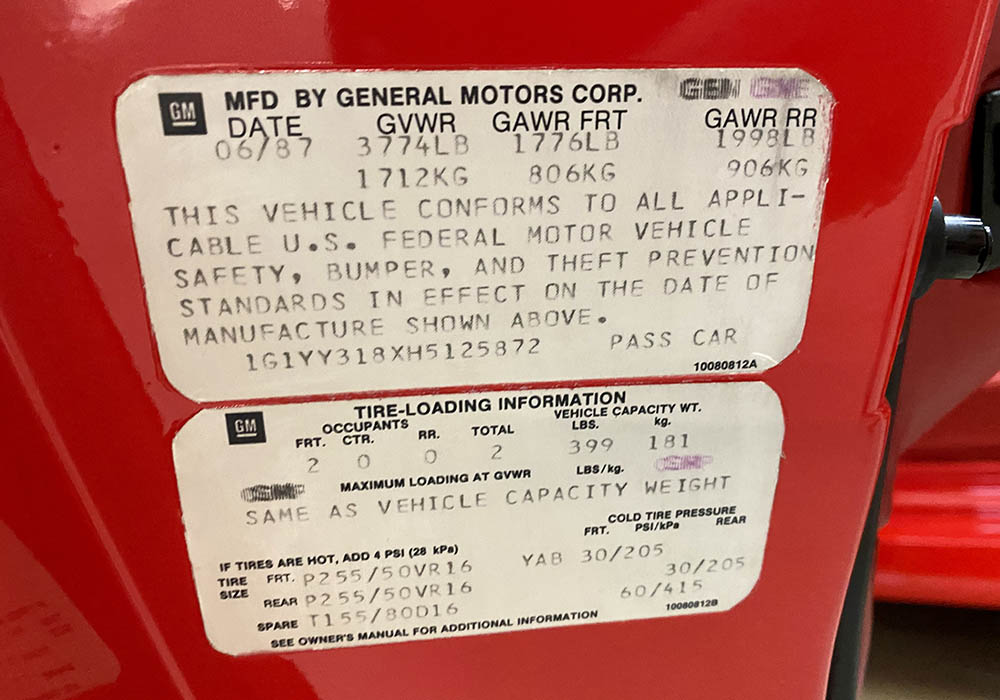 GM MFD BY GENERAL MOTORS CORP.
DATE GVWR GAWR FRT GAWR RR
06/87 3774LB 1776LB 1998LB
1712KG 806KG 906KG
THIS VEHICLE CONFORMS TO ALL APPLI-
CABLE U.S. FEDERAL MOTOR VEHICLE
SAFETY, BUMPER, AND THEFT PREVENTION
STANDARDS IN EFFECT ON THE DATE OF
MANUFACTURE SHOWN ABOVE.
1G1YY318XH5125872 PASS CAR
10080812A
GM TIRE-LOADING INFORMATION
OCCUPANTS VEHICLE CAPACITY WT.
FRT. CTR. RR. TOTAL LBS. kg.
2 0 0 2 399 181
MAXIMUM LOADING AT GVWR LBS/kg.
SAME AS VEHICLE CAPACITY WEIGHT
COLD TIRE PRESSURE
FRT. PSI/kPa REAR
IF TIRES ARE HOT, ADD 4 PSI (28 kPa)
TIRE SIZE FRT. P255/50VR16 YAB 30/205
REAR P255/50VR16 30/205
SPARE T155/80D16 60/415
SEE OWNER'S MANUAL FOR ADDITIONAL INFORMATION 10080812B